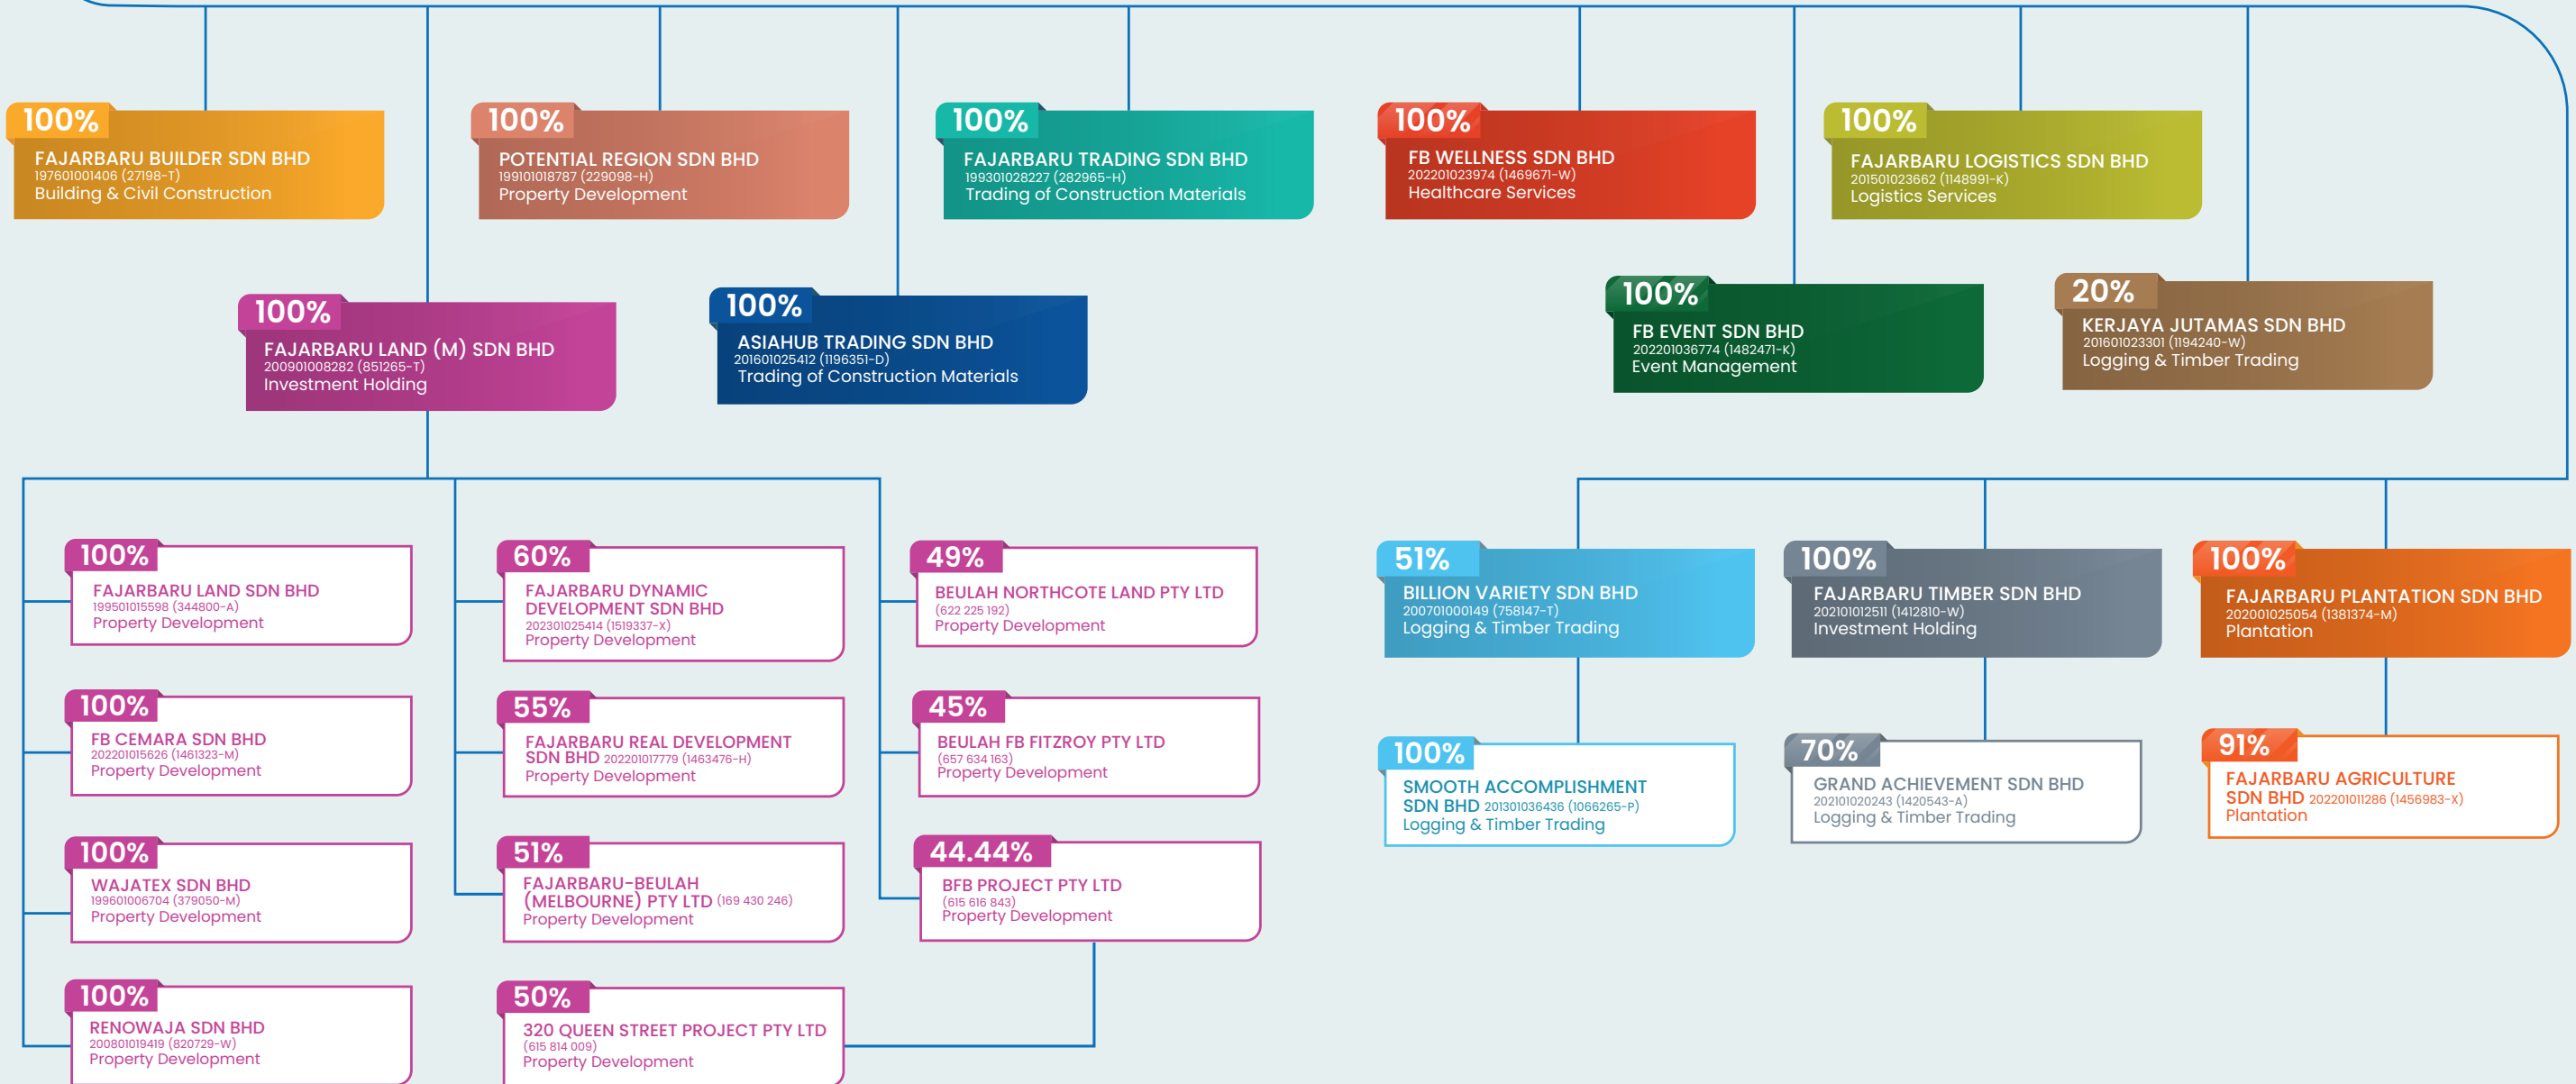 100%
FAJARBARU BUILDER SDN BHD
197601001406 (27198-T)
Building & Civil Construction
100%
POTENTIAL REGION SDN BHD
199101018787 (229098-H)
Property Development
100%
FAJARBARU TRADING SDN BHD
199301028227 (282965-H)
Trading of Construction Materials
100%
FB WELLNESS SDN BHD
202201023974 (1469671-W)
Healthcare Services
100%
FAJARBARU LOGISTICS SDN BHD
201501023662 (1148991-K)
Logistics Services
100%
FAJARBARU LAND (M) SDN BHD
200901008282 (851265-T)
Investment Holding
100%
ASIAHUB TRADING SDN BHD
201601025412 (1196351-D)
Trading of Construction Materials
100%
FB EVENT SDN BHD
202201036774 (1482471-K)
Event Management
20%
KERJAYA JUTAMAS SDN BHD
201601023301 (1194240-W)
Logging & Timber Trading
100%
FAJARBARU LAND SDN BHD
199501015598 (344800-A)
Property Development
60%
FAJARBARU DYNAMIC
DEVELOPMENT SDN BHD
202301025414 (1519337-X)
Property Development
49%
BEULAH NORTHCOTE LAND PTY LTD
(622 225 192)
Property Development
51%
BILLION VARIETY SDN BHD
200701000149 (758147-T)
Logging & Timber Trading
100%
FAJARBARU TIMBER SDN BHD
202101012511 (1412810-W)
Investment Holding
100%
FAJARBARU PLANTATION SDN BHD
202001025054 (1381374-M)
Plantation
100%
FB CEMARA SDN BHD
202201015626 (1461323-M)
Property Development
55%
FAJARBARU REAL DEVELOPMENT
SDN BHD 202201017779 (1463476-H)
Property Development
45%
BEULAH FB FITZROY PTY LTD
(657 634 163)
Property Development
100%
SMOOTH ACCOMPLISHMENT
SDN BHD 201301036436 (1066265-P)
Logging & Timber Trading
70%
GRAND ACHIEVEMENT SDN BHD
202101020243 (1420543-A)
Logging & Timber Trading
91%
FAJARBARU AGRICULTURE
SDN BHD 202201011286 (1456983-X)
Plantation
100%
WAJATEX SDN BHD
199601006704 (379050-M)
Property Development
51%
FAJARBARU-BEULAH
(MELBOURNE) PTY LTD (169 430 246)
Property Development
44.44%
BFB PROJECT PTY LTD
(615 616 843)
Property Development
100%
RENOWAJA SDN BHD
200801019419 (820729-W)
Property Development
50%
320 QUEEN STREET PROJECT PTY LTD
(615 814 009)
Property Development